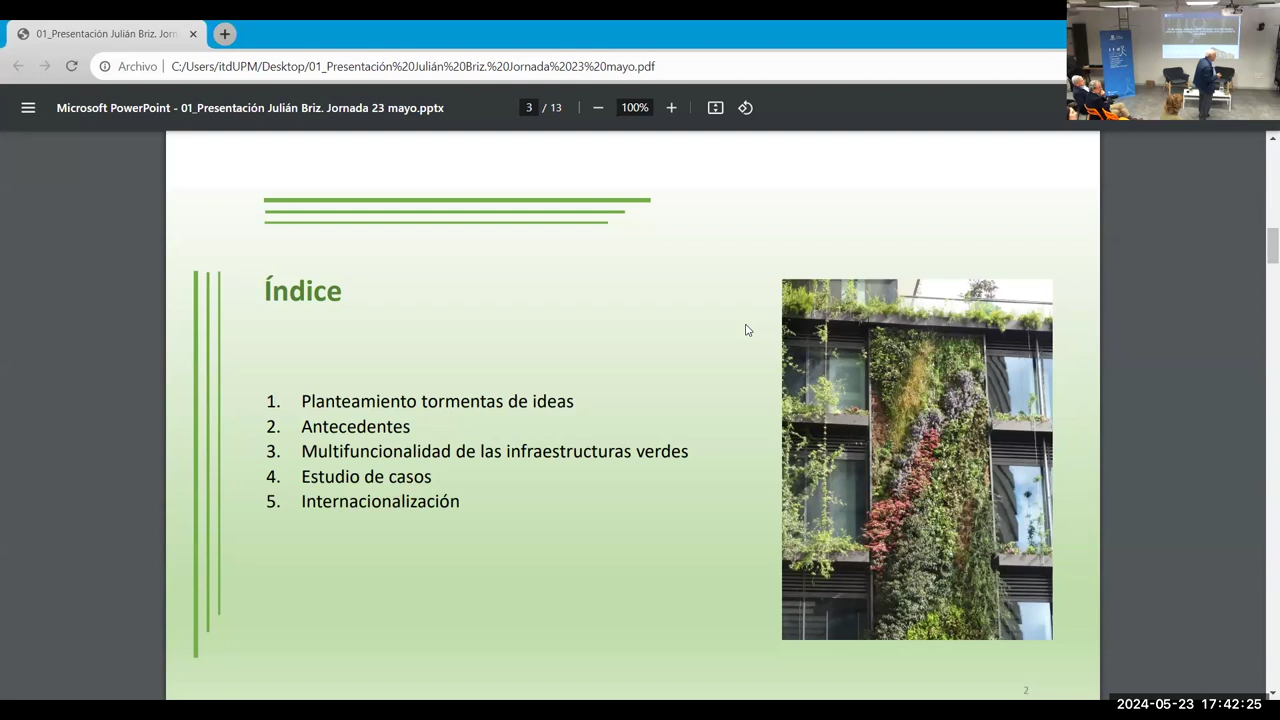 01_Presentación Julián Briz. Jorn
Archivo
C:/Users/itdUPM/Desktop/01_Presentación%20Julián%20Briz.%20Jornada%2023%20mayo.pdf
Microsoft PowerPoint - 01_Presentación Julián Briz. Jornada 23 mayo.pptx
3 / 13
100%
Índice
1. Planteamiento tormentas de ideas
2. Antecedentes
3. Multifuncionalidad de las infraestructuras verdes
4. Estudio de casos
5. Internacionalización
2
2024-05-23 17:42:25